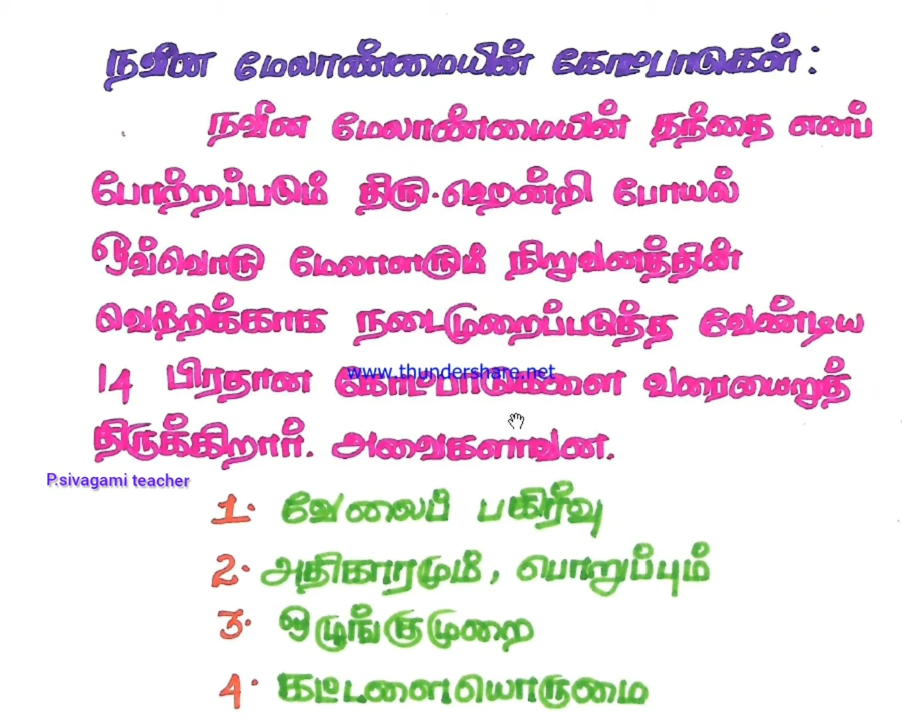 நவீன மேலாண்மையின் கோட்பாடுகள் :
நவீன மேலாண்மையின் தந்தை எனப்
போற்றப்படும் திரு. ஹென்றி போயல்
ஒவ்வொரு மேலாளரும் நிறுவனத்தின்
வெற்றிக்காக நடைமுறைப்படுத்த வேண்டிய
14 பிரதான கோட்பாடுகளை வரையறுத்
www.thundershare.net
திருக்கிறார். அவைகளாவன.
P.sivagami teacher
1. வேலைப் பகிர்வு
2. அதிகாரமும், பொறுப்பும்
3. ஒழுங்குமுறை
4. கட்டளையொருமை